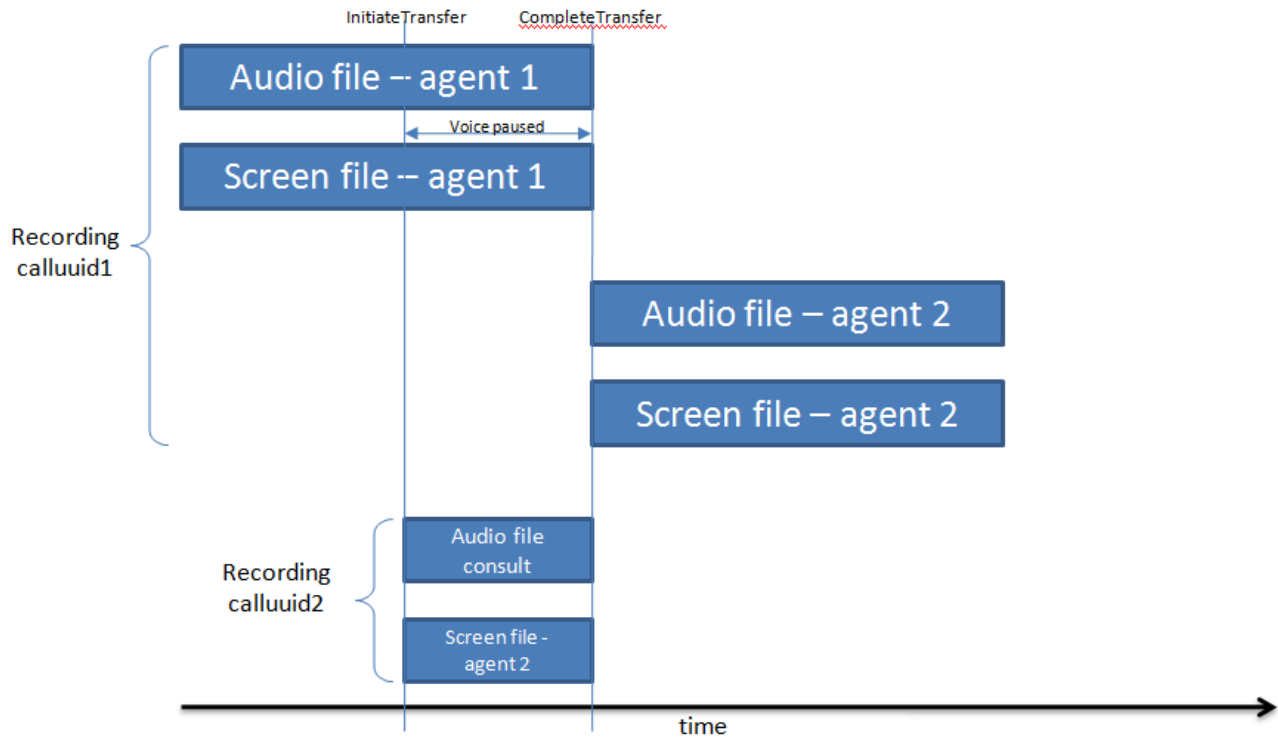 InitiateTransfer
CompleteTransfer
Audio file -- agent 1
Voice paused
Screen file -- agent 1
Recording
calluuid1
Audio file – agent 2
Screen file – agent 2
Audio file
consult
Recording
calluuid2
Screen file -
agent 2
time